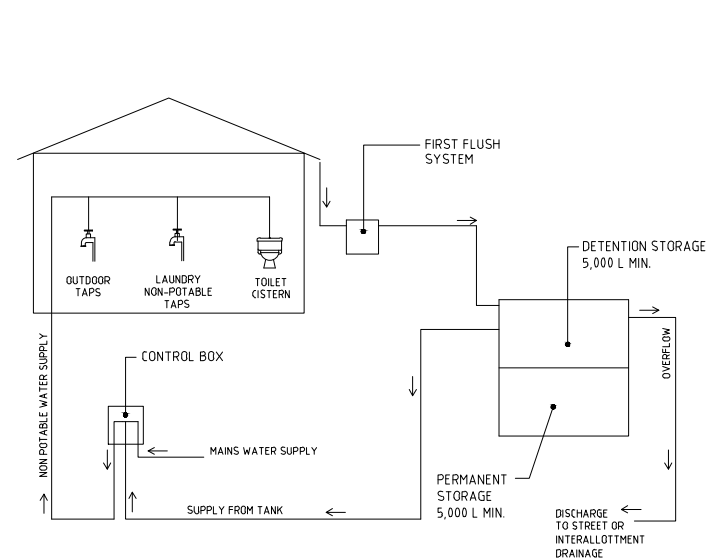 FIRST FLUSH
SYSTEM
DETENTION STORAGE
5,000 L MIN.
OUTDOOR
TAPS
LAUNDRY
NON-POTABLE
TAPS
TOILET
CISTERN
NON POTABLE WATER SUPPLY
CONTROL BOX
OVERFLOW
MAINS WATER SUPPLY
PERMANENT
STORAGE
5,000 L MIN.
SUPPLY FROM TANK
DISCHARGE
TO STREET OR
INTERALLOTTMENT
DRAINAGE